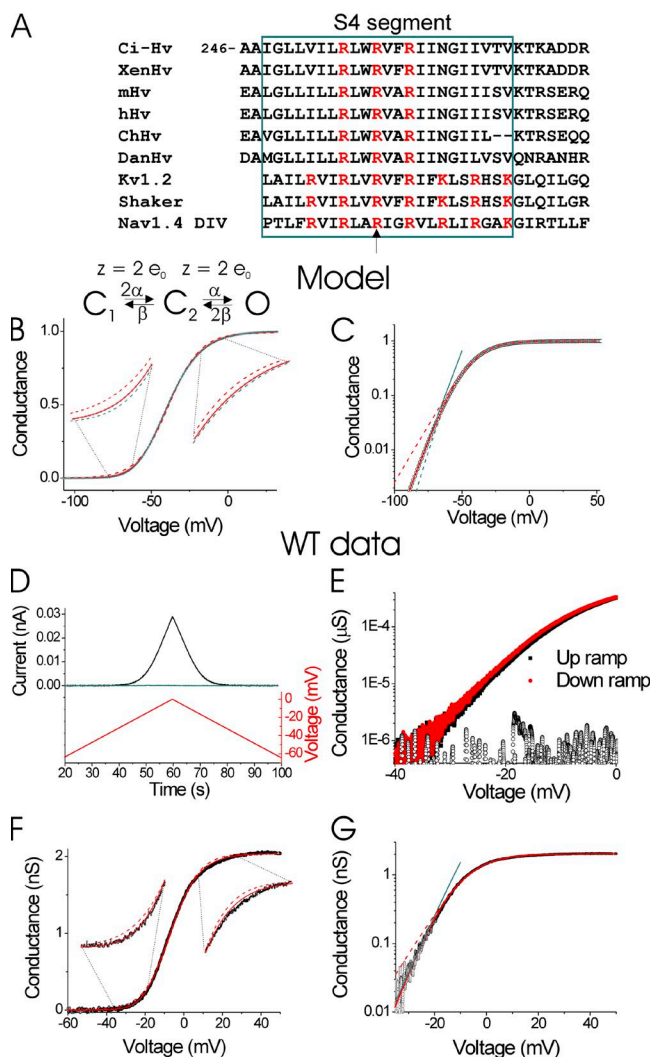 A
S4 segment
Ci-Hv 246- AAIGLLVILRLWRVFRIINGIIVTVKTKADDR
XenHv AAIGLLVILRLWRVFRIINGIIVTVKTKADDR
mHv EALGLLILLRLWRVARIINGIIISVKTRSERQ
hHv EALGLLILLRLWRVARIINGIIISVKTRSERQ
ChHv EAVGLLILLRLWRVARIINGIIL--KTRSEQQ
DanHv DAMGLLILLRLWRVARIINGILVSVQNRANHR
Kv1.2 LAILRVIRLVRVFRIFKLSRHSKGLQILGQ
Shaker LAILRVIRLVRVFRIFKLSRHSKGLQILGQ
Nav1.4 DIV PTLFRVIRLARIGRVLRLIRGAKGIRTLLF
Model
z = 2 e₀ z = 2 e₀
C₁ 2α β C₂ α 2β O
B
Conductance
1.0
0.5
0.0
-100 -50 0
Voltage (mV)
C
Conductance
1
0.1
0.01
-100 -50 0 50
Voltage (mV)
WT data
D
Current (nA)
0.03
0.02
0.01
0.00
0
-20
-40
-60
Voltage (mV)
20 40 60 80 100
Time (s)
E
Conductance (µS)
1E-4
1E-5
1E-6
Up ramp
Down ramp
-40 -20 0
Voltage (mV)
F
Conductance (nS)
2
1
0
-60 -40 -20 0 20 40
Voltage (mV)
G
Conductance (nS)
1
0.1
0.01
-20 0 20 40
Voltage (mV)